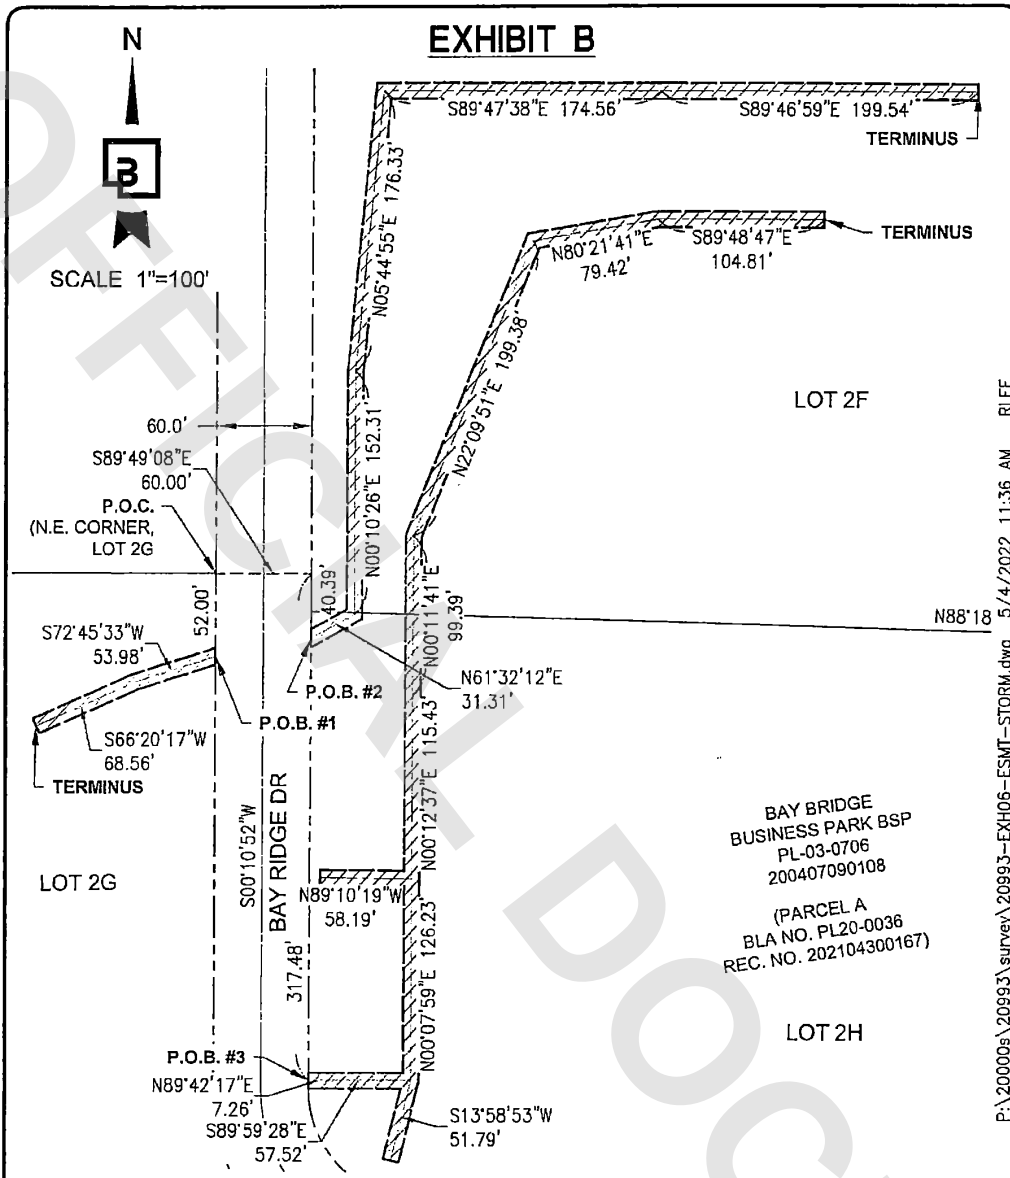 EXHIBIT B
N
B
SCALE 1"=100'
S89°47'38"E 174.56'
S89°46'59"E 199.54'
TERMINUS
N05°44'55"E 176.33'
N80°21'41"E
79.42'
S89°48'47"E
104.81'
TERMINUS
N22°09'51"E 199.38'
LOT 2F
60.0'
S89°49'08"E
60.00'
P.O.C.
(N.E. CORNER,
LOT 2G
N00°10'26"E 152.31'
40.39'
52.00'
N00°11'41"E
99.39'
N88°18
S72°45'33"W
53.98'
P.O.B. #2
N61°32'12"E
31.31'
P.O.B. #1
S66°20'17"W
68.56'
TERMINUS
N00°12'37"E 115.43'
S00°10'52"W
BAY RIDGE DR
LOT 2G
N89°10'19"W
58.19'
317.48'
N00°07'59"E 126.23'
BAY BRIDGE
BUSINESS PARK BSP
PL-03-0706
200407090108
(PARCEL A
BLA NO. PL20-0036
REC. NO. 202104300167)
LOT 2H
P.O.B. #3
N89°42'17"E
7.26'
S89°59'28"E
57.52'
S13°58'53"W
51.79'
P:\20000s\20993\survey\20993-EXH06-ESMT-STORM.dwg 5/4/2022 11:36 AM RLFF
OFFICIAL DOC